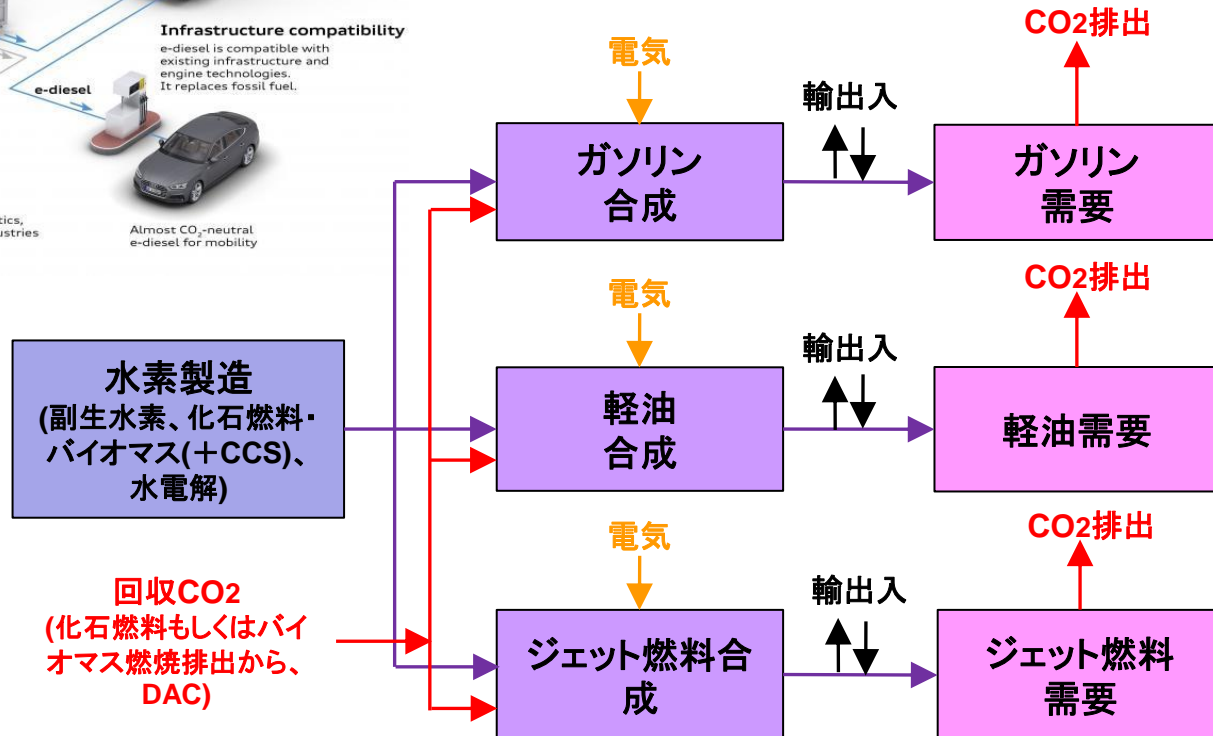 Infrastructure compatibility
e-diesel is compatible with
existing infrastructure and
engine technologies.
It replaces fossil fuel.
e-diesel
Almost CO₂-neutral
e-diesel for mobility
電気
ガソリン
合成
輸出入
CO2排出
ガソリン
需要
電気
軽油
合成
輸出入
CO2排出
軽油需要
水素製造
(副生水素、化石燃料・
バイオマス(+CCS)、
水電解)
回収CO2
(化石燃料もしくはバイ
オマス燃焼排出から、
DAC)
電気
ジェット燃料合
成
輸出入
CO2排出
ジェット燃料
需要